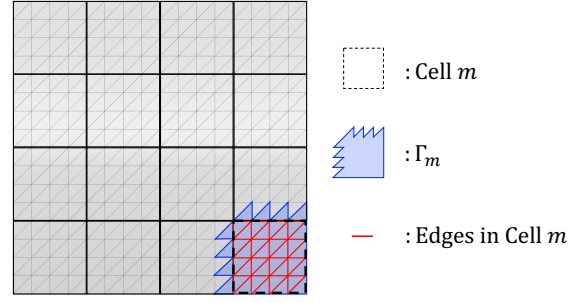 : Cell m
: Γₘ
: Edges in Cell m